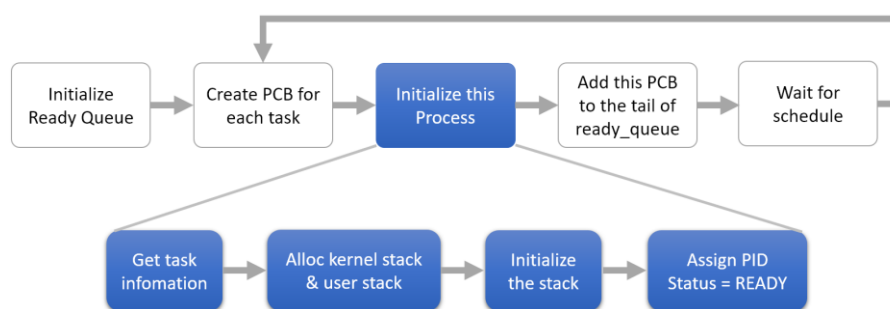 Initialize
Ready Queue
Create PCB for
each task
Initialize this
Process
Add this PCB
to the tail of
ready_queue
Wait for
schedule
Get task
infomation
Alloc kernel stack
& user stack
Initialize
the stack
Assign PID
Status = READY